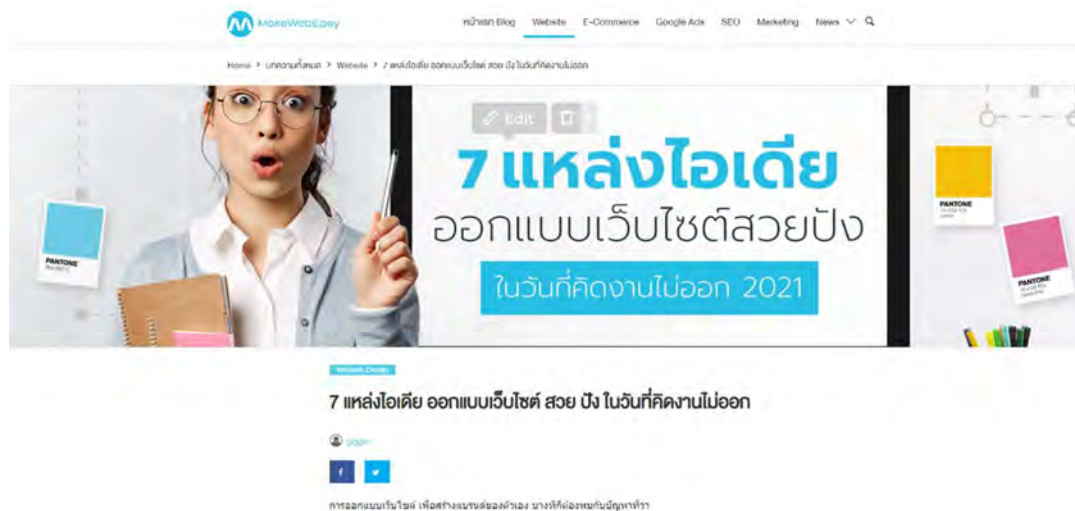 MakeWebEasy
หน้าแรก Blog Website E-Commerce Google Ads SEO Marketing News
Home > บทความทั้งหมด > Website > 7 แหล่งไอเดีย ออกแบบเว็บไซต์ สวย ปัง ในวันที่คิดงานไม่ออก
Edit
7 แหล่งไอเดีย
ออกแบบเว็บไซต์สวยปัง
ในวันที่คิดงานไม่ออก 2021
PANTONE
PANTONE
PANTONE
Website Design
7 แหล่งไอเดีย ออกแบบเว็บไซต์ สวย ปัง ในวันที่คิดงานไม่ออก
การออกแบบเว็บไซต์ เพื่อสร้างแบรนด์ของตัวเอง บางทีก็ต้องพบกับปัญหาที่เรา